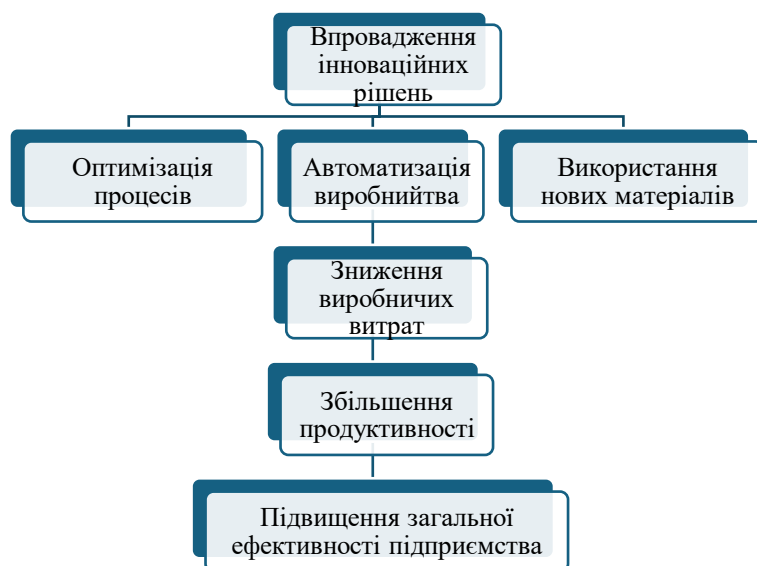 Впровадження
інноваційних
рішень
Оптимізація
процесів
Автоматизація
виробнийтва
Використання
нових матеріалів
Зниження
виробничих
витрат
Збільшення
продуктивності
Підвищення загальної
ефективності підприємства